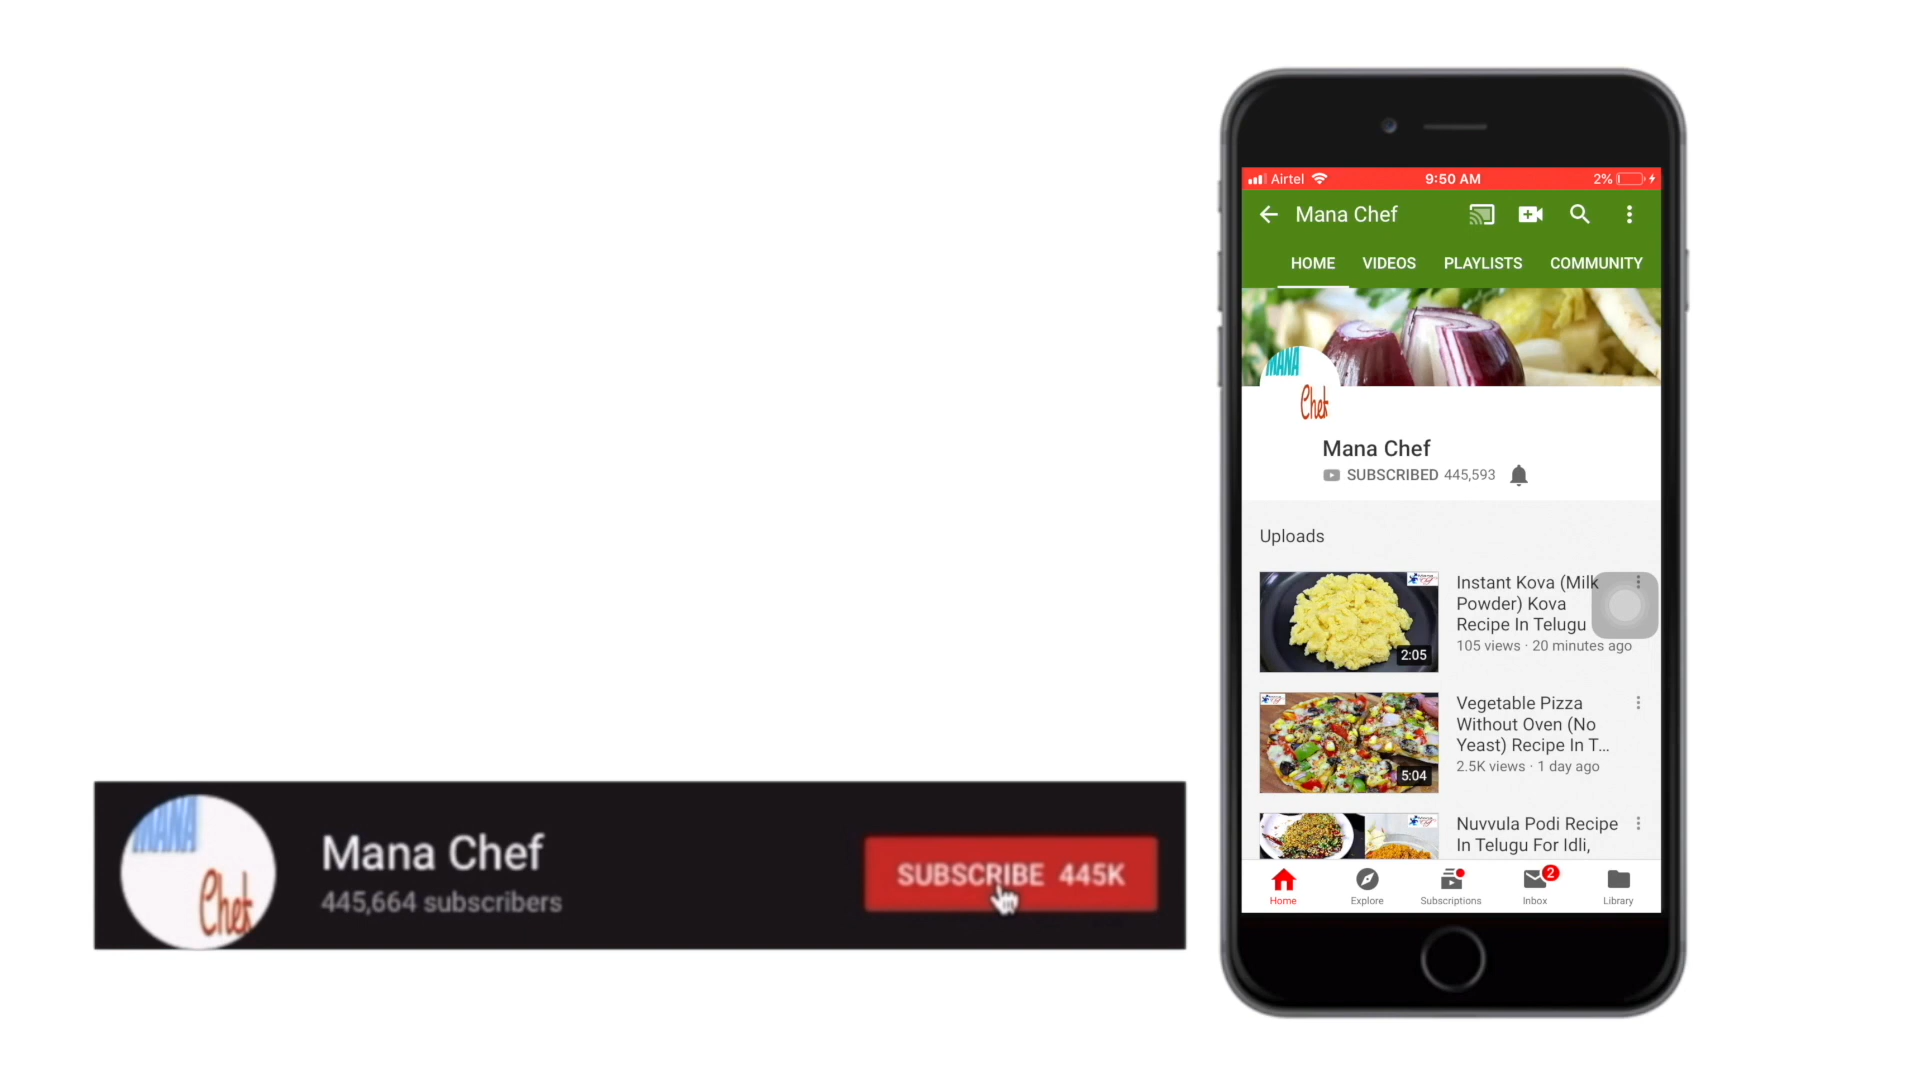 MANA
Chef
Mana Chef
445,664 subscribers
SUBSCRIBE 445K
Airtel
9:50 AM
2%
Mana Chef
HOME
VIDEOS
PLAYLISTS
COMMUNITY
MANA
Chef
Mana Chef
SUBSCRIBED 445,593
Uploads
2:05
Instant Kova (Milk
Powder) Kova
Recipe In Telugu
105 views · 20 minutes ago
5:04
Vegetable Pizza
Without Oven (No
Yeast) Recipe In T...
2.5K views · 1 day ago
Nuvvula Podi Recipe
In Telugu For Idli,
Home
Explore
Subscriptions
2
Inbox
Library